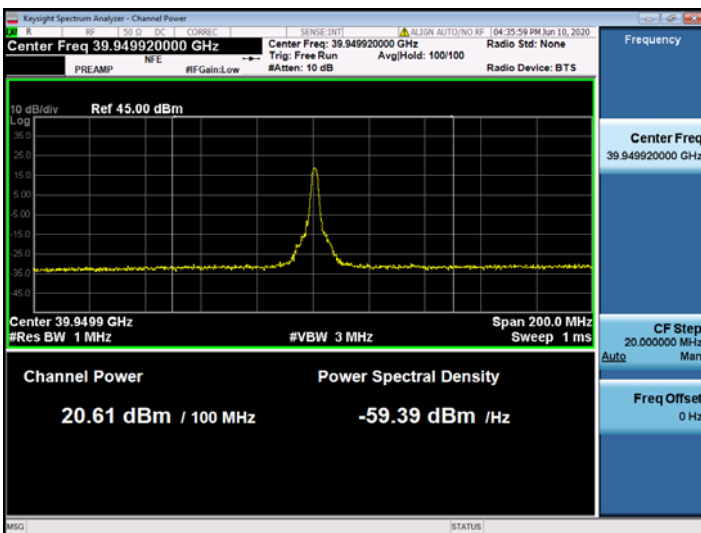 Keysight Spectrum Analyzer - Channel Power
R RF 50 Ω DC CORREC SENSE:INT ALIGN AUTO/NO RF 04:35:59 PM Jun 10, 2020
Center Freq 39.949920000 GHz
Center Freq: 39.949920000 GHz
Radio Std: None
Frequency
NFE
Trig: Free Run
Avg|Hold: 100/100
PREAMP
#IFGain:Low
#Atten: 10 dB
Radio Device: BTS
10 dB/div
Ref 45.00 dBm
Log
35.0
25.0
15.0
5.00
-5.00
-15.0
-25.0
-35.0
-45.0
Center 39.9499 GHz
Span 200.0 MHz
#Res BW 1 MHz
#VBW 3 MHz
Sweep 1 ms
Channel Power
Power Spectral Density
20.61 dBm / 100 MHz
-59.39 dBm /Hz
Center Freq
39.949920000 GHz
CF Step
20.000000 MHz
Auto Man
Freq Offset
0 Hz
MSG
STATUS